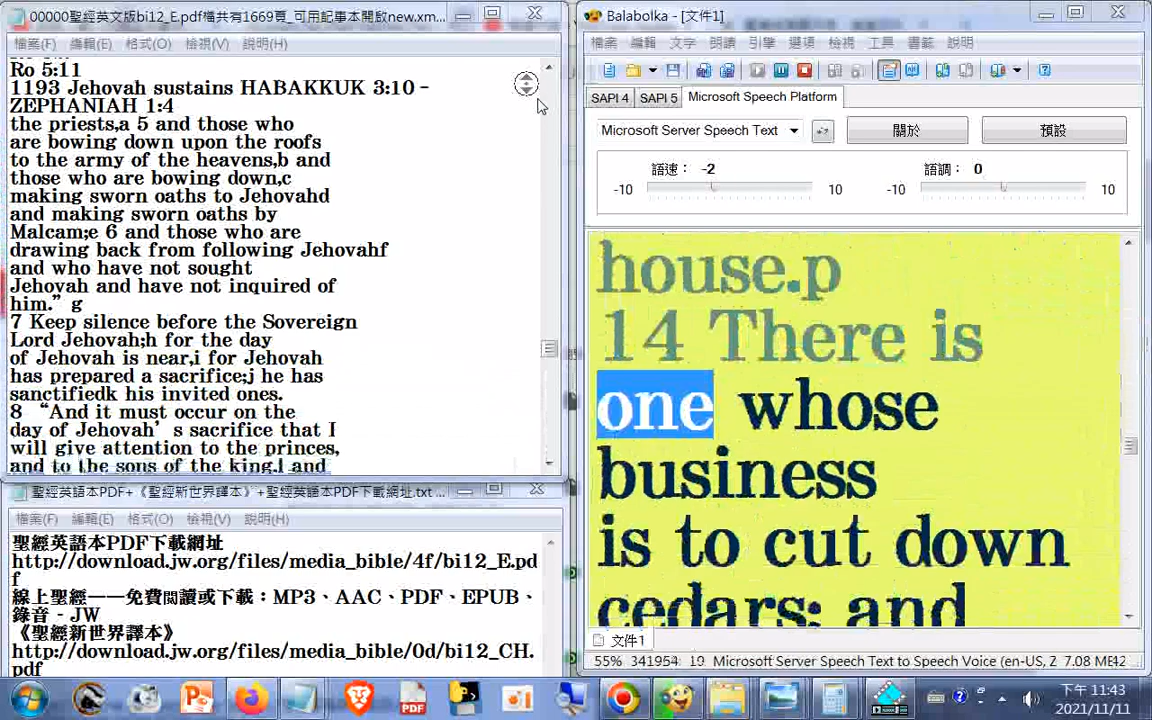 00000聖經英文版bi12_E.pdf檔共有1669頁_可用記事本開啟new.xm...
檔案(F) 編輯(E) 格式(O) 檢視(V) 說明(H)
Ro 5:11
1193 Jehovah sustains HABAKKUK 3:10 –
ZEPHANIAH 1:4
the priests,a 5 and those who
are bowing down upon the roofs
to the army of the heavens,b and
those who are bowing down,c
making sworn oaths to Jehovahd
and making sworn oaths by
Malcam;e 6 and those who are
drawing back from following Jehovahf
and who have not sought
Jehovah and have not inquired of
him.” g
7 Keep silence before the Sovereign
Lord Jehovah;h for the day
of Jehovah is near,i for Jehovah
has prepared a sacrifice;j he has
sanctifiedk his invited ones.
8 “And it must occur on the
day of Jehovah’s sacrifice that I
will give attention to the princes,
and to the sons of the king,l and
聖經英語本PDF+《聖經新世界譯本》+聖經英語本PDF下載網址.txt ...
檔案(F) 編輯(E) 格式(O) 檢視(V) 說明(H)
聖經英語本PDF下載網址
http://download.jw.org/files/media_bible/4f/bi12_E.pd
f
線上聖經——免費閱讀或下載：MP3、AAC、PDF、EPUB、
錄音 - JW
《聖經新世界譯本》
http://download.jw.org/files/media_bible/0d/bi12_CH.
pdf
Balabolka - [文件1]
檔案 編輯 文字 朗讀 引擎 選項 檢視 工具 書籤 說明
SAPI 4 SAPI 5 Microsoft Speech Platform
Microsoft Server Speech Text 關於 預設
語速： -2 語調： 0
-10 10 -10 10
house.p
14 There is
one whose
business
is to cut down
cedars; and
文件1
55% 341954 19 Microsoft Server Speech Text to Speech Voice (en-US, Z 7.08 ME42
下午 11:43
2021/11/11